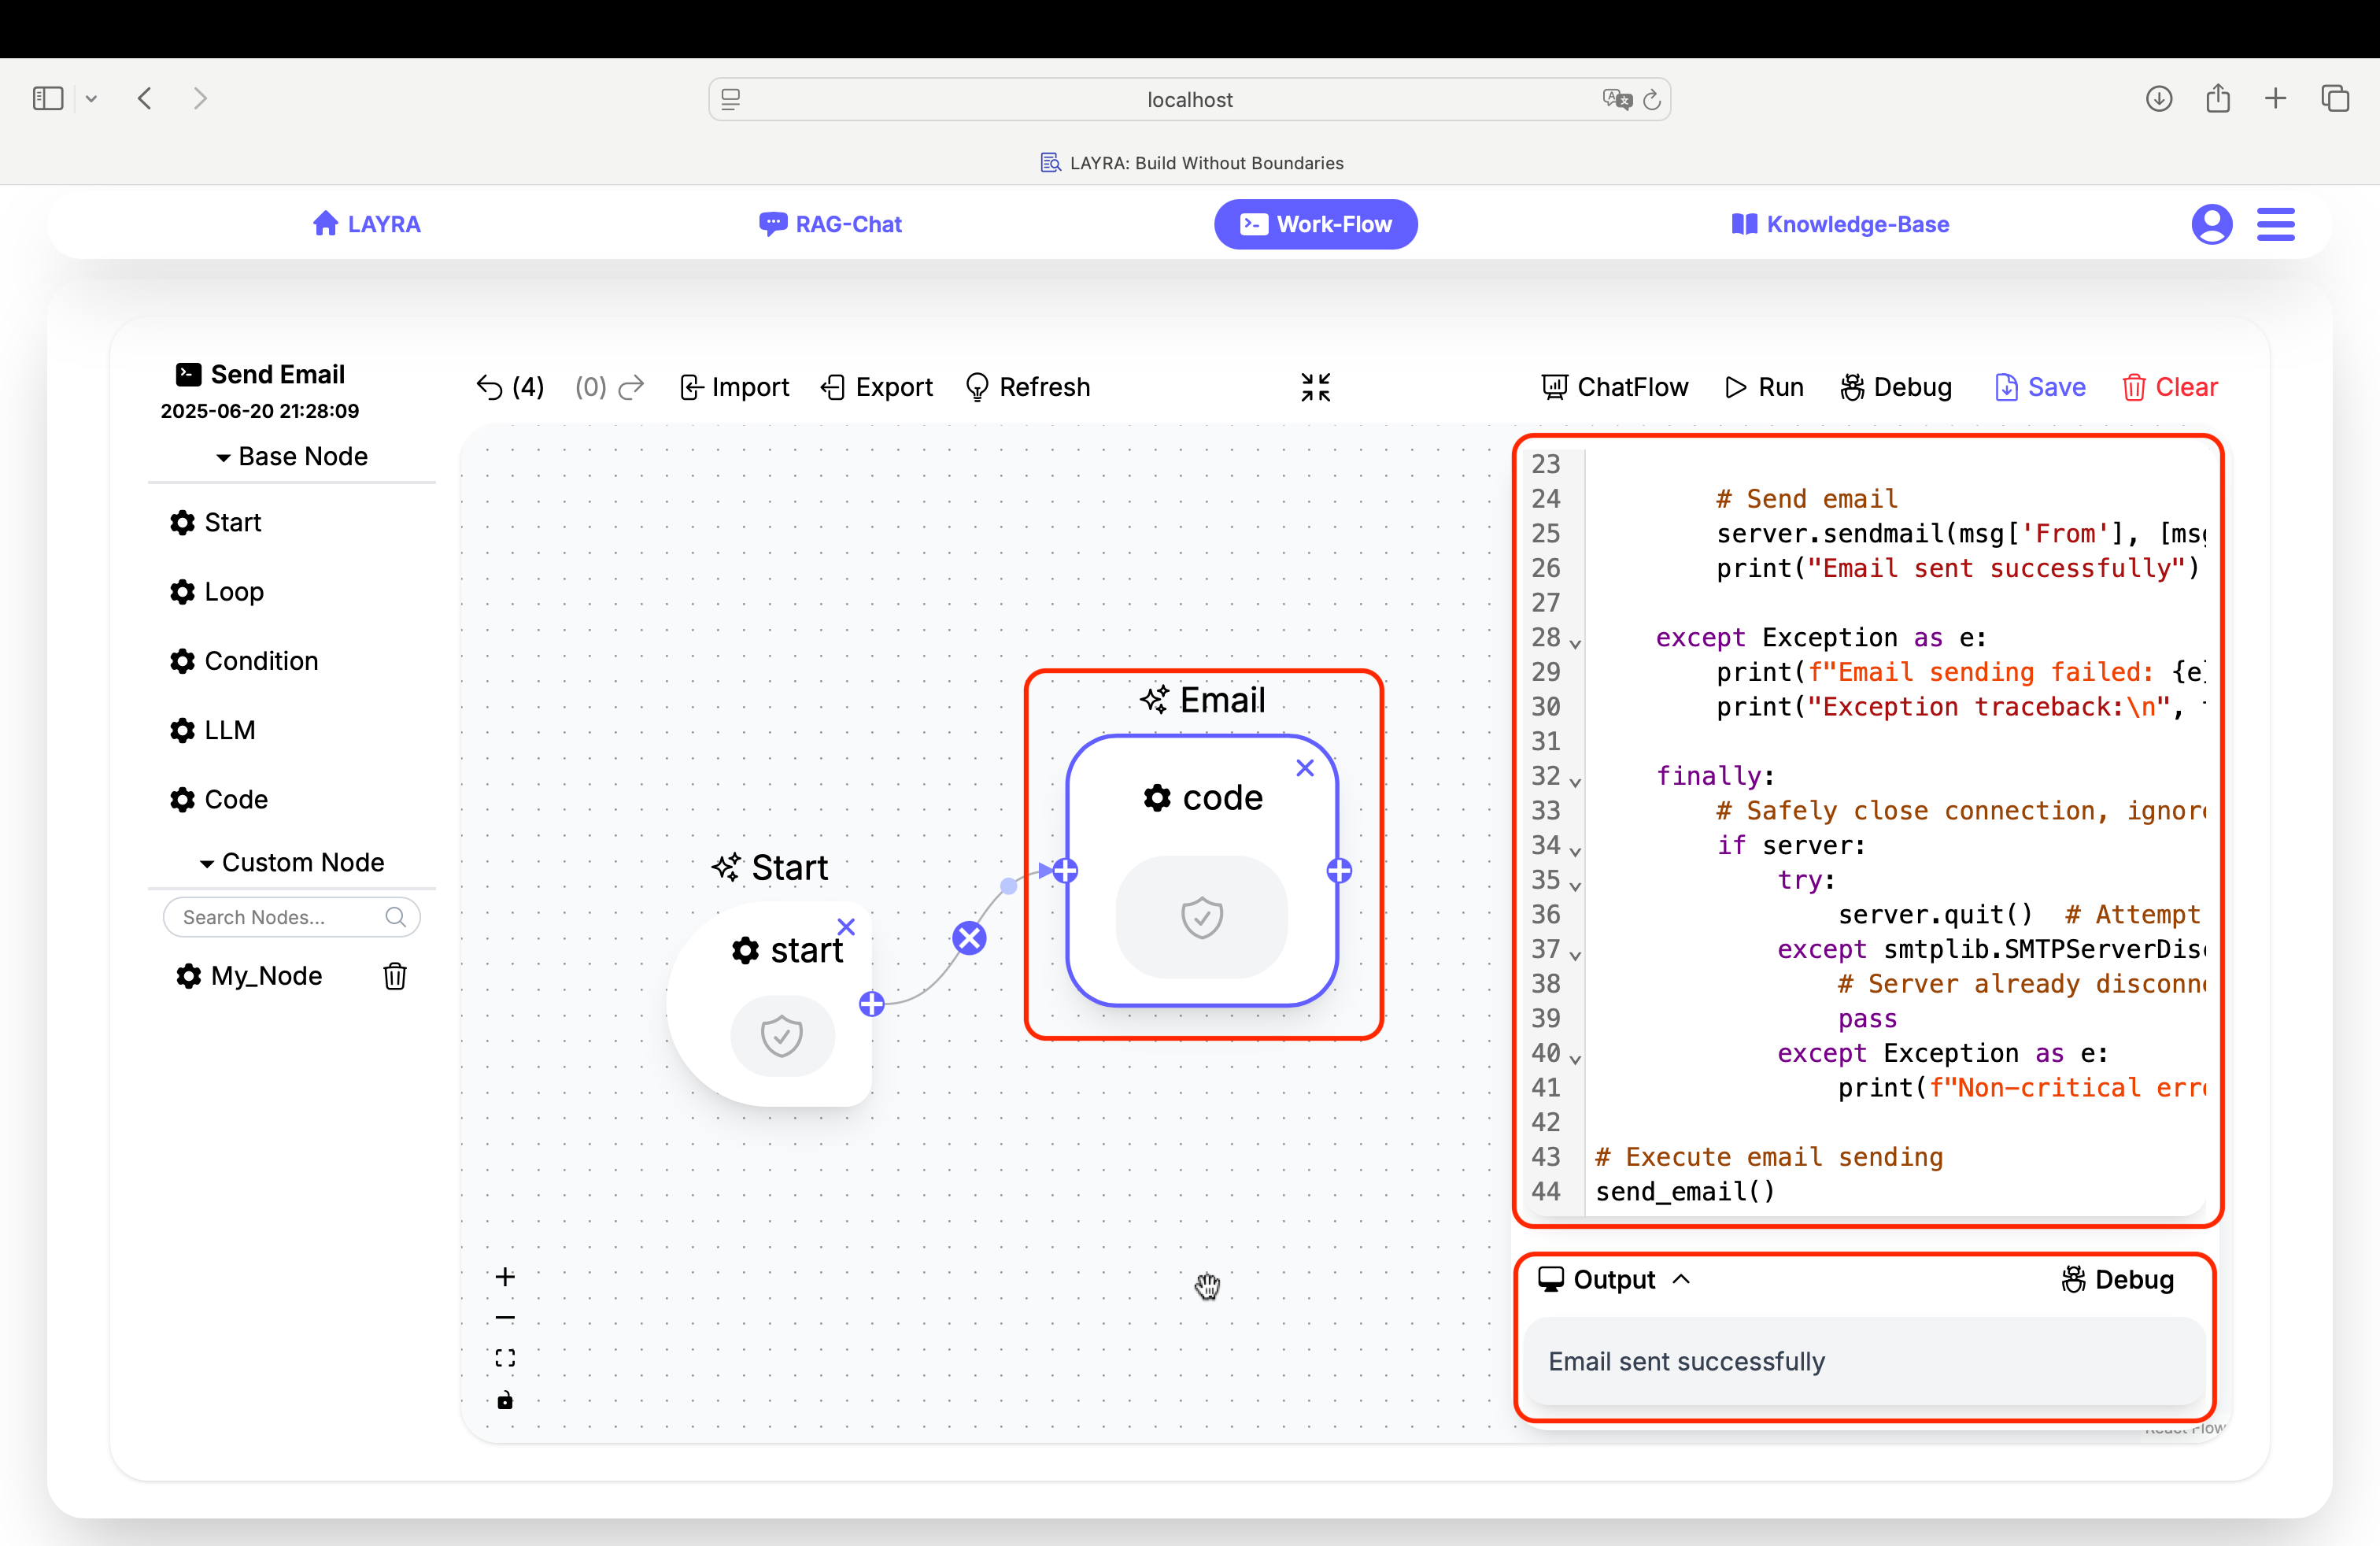 localhost
LAYRA: Build Without Boundaries
LAYRA
RAG-Chat
Work-Flow
Knowledge-Base
Send Email
2025-06-20 21:28:09
Base Node
Start
Loop
Condition
LLM
Code
Custom Node
Search Nodes...
My_Node
(4)
(0)
Import
Export
Refresh
ChatFlow
Run
Debug
Save
Clear
Start
start
Email
code
23
24 # Send email
25 server.sendmail(msg['From'], [msg
26 print("Email sent successfully")
27
28 except Exception as e:
29 print(f"Email sending failed: {e}
30 print("Exception traceback:\n",
31
32 finally:
33 # Safely close connection, ignor
34 if server:
35 try:
36 server.quit()  # Attempt
37 except smtplib.SMTPServerDisc
38 # Server already disconn
39 pass
40 except Exception as e:
41 print(f"Non-critical erro
42
43 # Execute email sending
44 send_email()
Output
Debug
Email sent successfully
React Flow